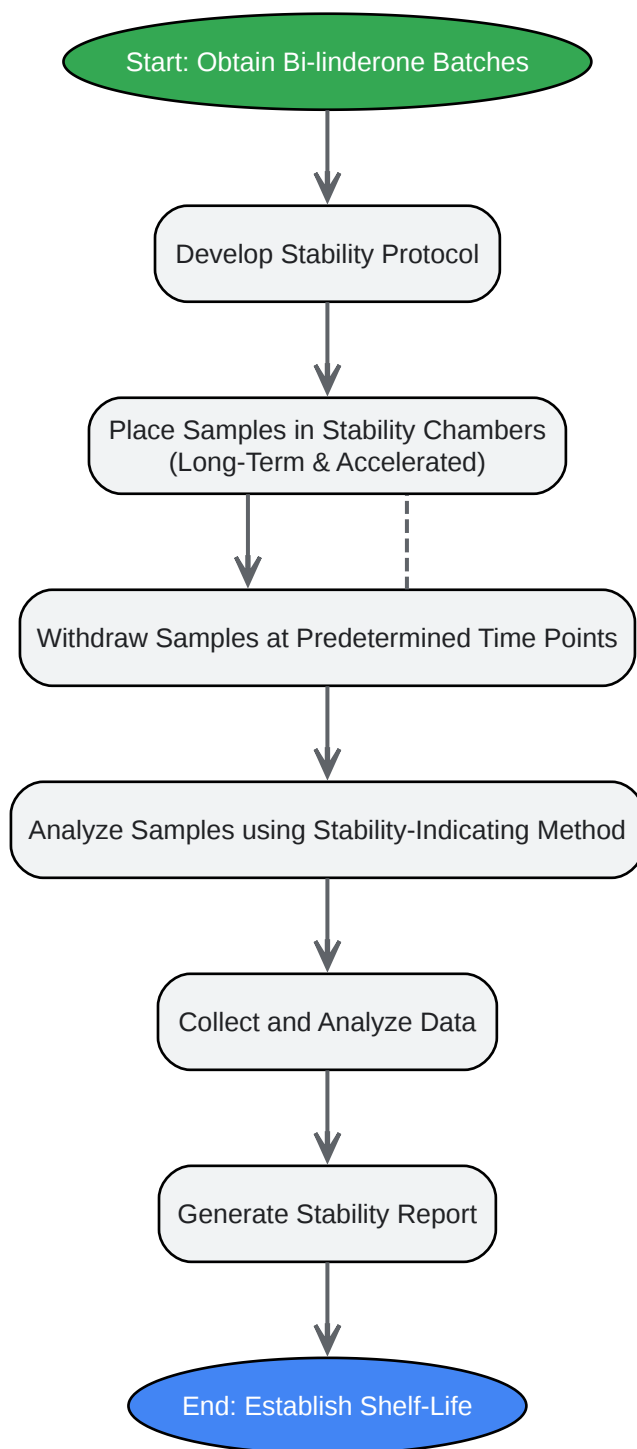 Start: Obtain Bi-linderone Batches
Develop Stability Protocol
Place Samples in Stability Chambers
(Long-Term & Accelerated)
Withdraw Samples at Predetermined Time Points
Analyze Samples using Stability-Indicating Method
Collect and Analyze Data
Generate Stability Report
End: Establish Shelf-Life